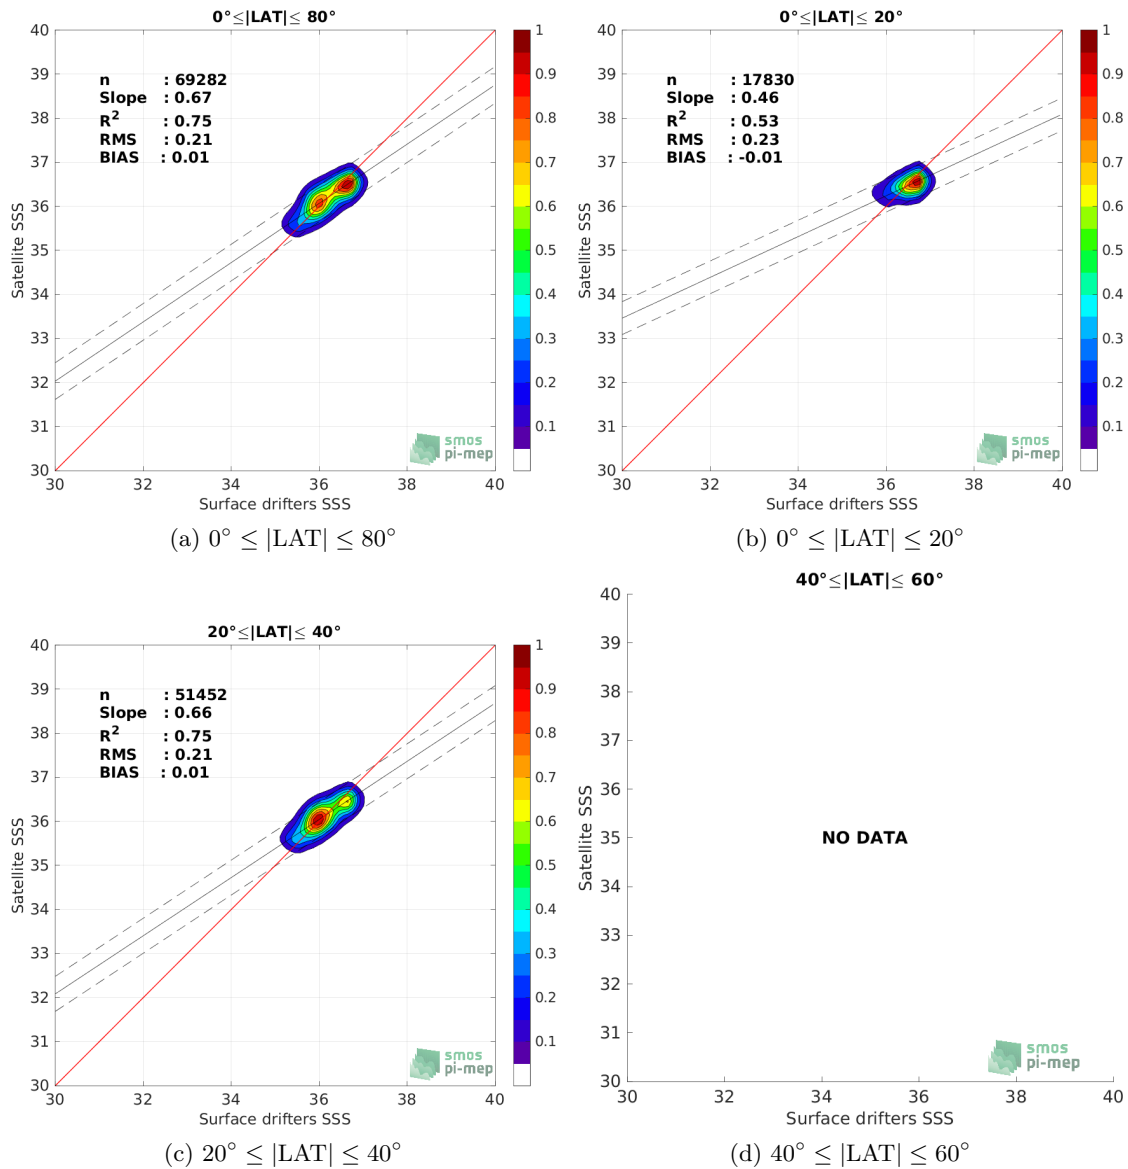 0°≤|LAT|≤ 80°
40
39
38
37
36
35
34
33
32
31
30
Satellite SSS
n : 69282
Slope : 0.67
R² : 0.75
RMS : 0.21
BIAS : 0.01
smos
pi-mep
30 32 34 36 38 40
Surface drifters SSS
1
0.9
0.8
0.7
0.6
0.5
0.4
0.3
0.2
0.1
(a) 0° ≤ |LAT| ≤ 80°
0°≤|LAT|≤ 20°
40
39
38
37
36
35
34
33
32
31
30
Satellite SSS
n : 17830
Slope : 0.46
R² : 0.53
RMS : 0.23
BIAS : -0.01
smos
pi-mep
30 32 34 36 38 40
Surface drifters SSS
1
0.9
0.8
0.7
0.6
0.5
0.4
0.3
0.2
0.1
(b) 0° ≤ |LAT| ≤ 20°
20°≤|LAT|≤ 40°
40
39
38
37
36
35
34
33
32
31
30
Satellite SSS
n : 51452
Slope : 0.66
R² : 0.75
RMS : 0.21
BIAS : 0.01
smos
pi-mep
30 32 34 36 38 40
Surface drifters SSS
1
0.9
0.8
0.7
0.6
0.5
0.4
0.3
0.2
0.1
(c) 20° ≤ |LAT| ≤ 40°
40°≤|LAT|≤ 60°
40
39
38
37
36
35
34
33
32
31
30
Satellite SSS
NO DATA
smos
pi-mep
30 32 34 36 38 40
Surface drifters SSS
(d) 40° ≤ |LAT| ≤ 60°